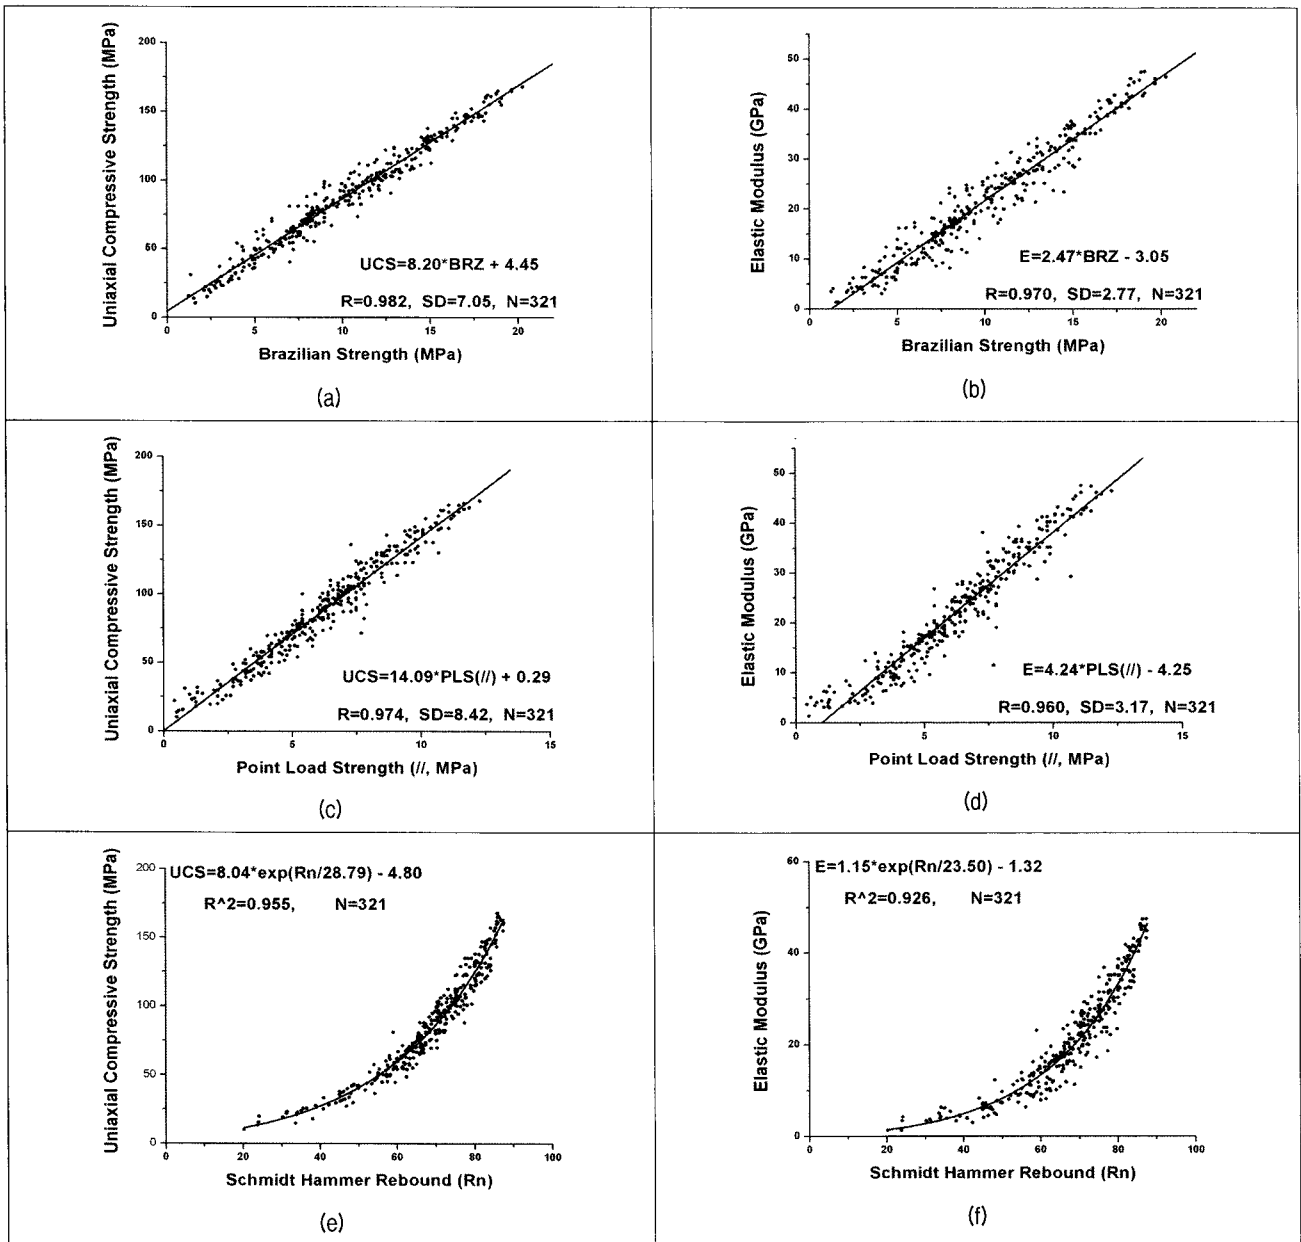 Uniaxial Compressive Strength (MPa)
200
150
100
50
0
0 5 10 15 20
Brazilian Strength (MPa)
UCS=8.20*BRZ + 4.45
R=0.982, SD=7.05, N=321
(a)
Elastic Modulus (GPa)
50
40
30
20
10
0
0 5 10 15 20
Brazilian Strength (MPa)
E=2.47*BRZ - 3.05
R=0.970, SD=2.77, N=321
(b)
Uniaxial Compressive Strength (MPa)
200
150
100
50
0
0 5 10 15
Point Load Strength (//, MPa)
UCS=14.09*PLS(//) + 0.29
R=0.974, SD=8.42, N=321
(c)
Elastic Modulus (GPa)
50
40
30
20
10
0
0 5 10 15
Point Load Strength (//, MPa)
E=4.24*PLS(//) - 4.25
R=0.960, SD=3.17, N=321
(d)
Uniaxial Compressive Strength (MPa)
200
150
100
50
0
0 20 40 60 80 100
Schmidt Hammer Rebound (Rn)
UCS=8.04*exp(Rn/28.79) - 4.80
R^2=0.955, N=321
(e)
Elastic Modulus (GPa)
60
40
20
0
0 20 40 60 80 100
Schmidt Hammer Rebound (Rn)
E=1.15*exp(Rn/23.50) - 1.32
R^2=0.926, N=321
(f)